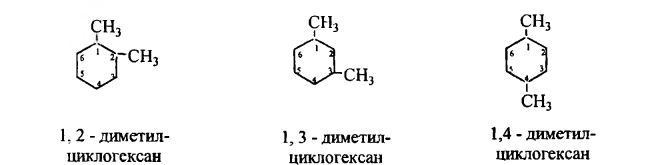 CH₃
1
2
CH₃
6
5
3
4
1, 2 - диметил-
циклогексан
CH₃
1
6
2
5
3
CH₃
4
1, 3 - диметил-
циклогексан
CH₃
1
6
2
5
3
4
CH₃
1,4 - диметил-
циклогексан